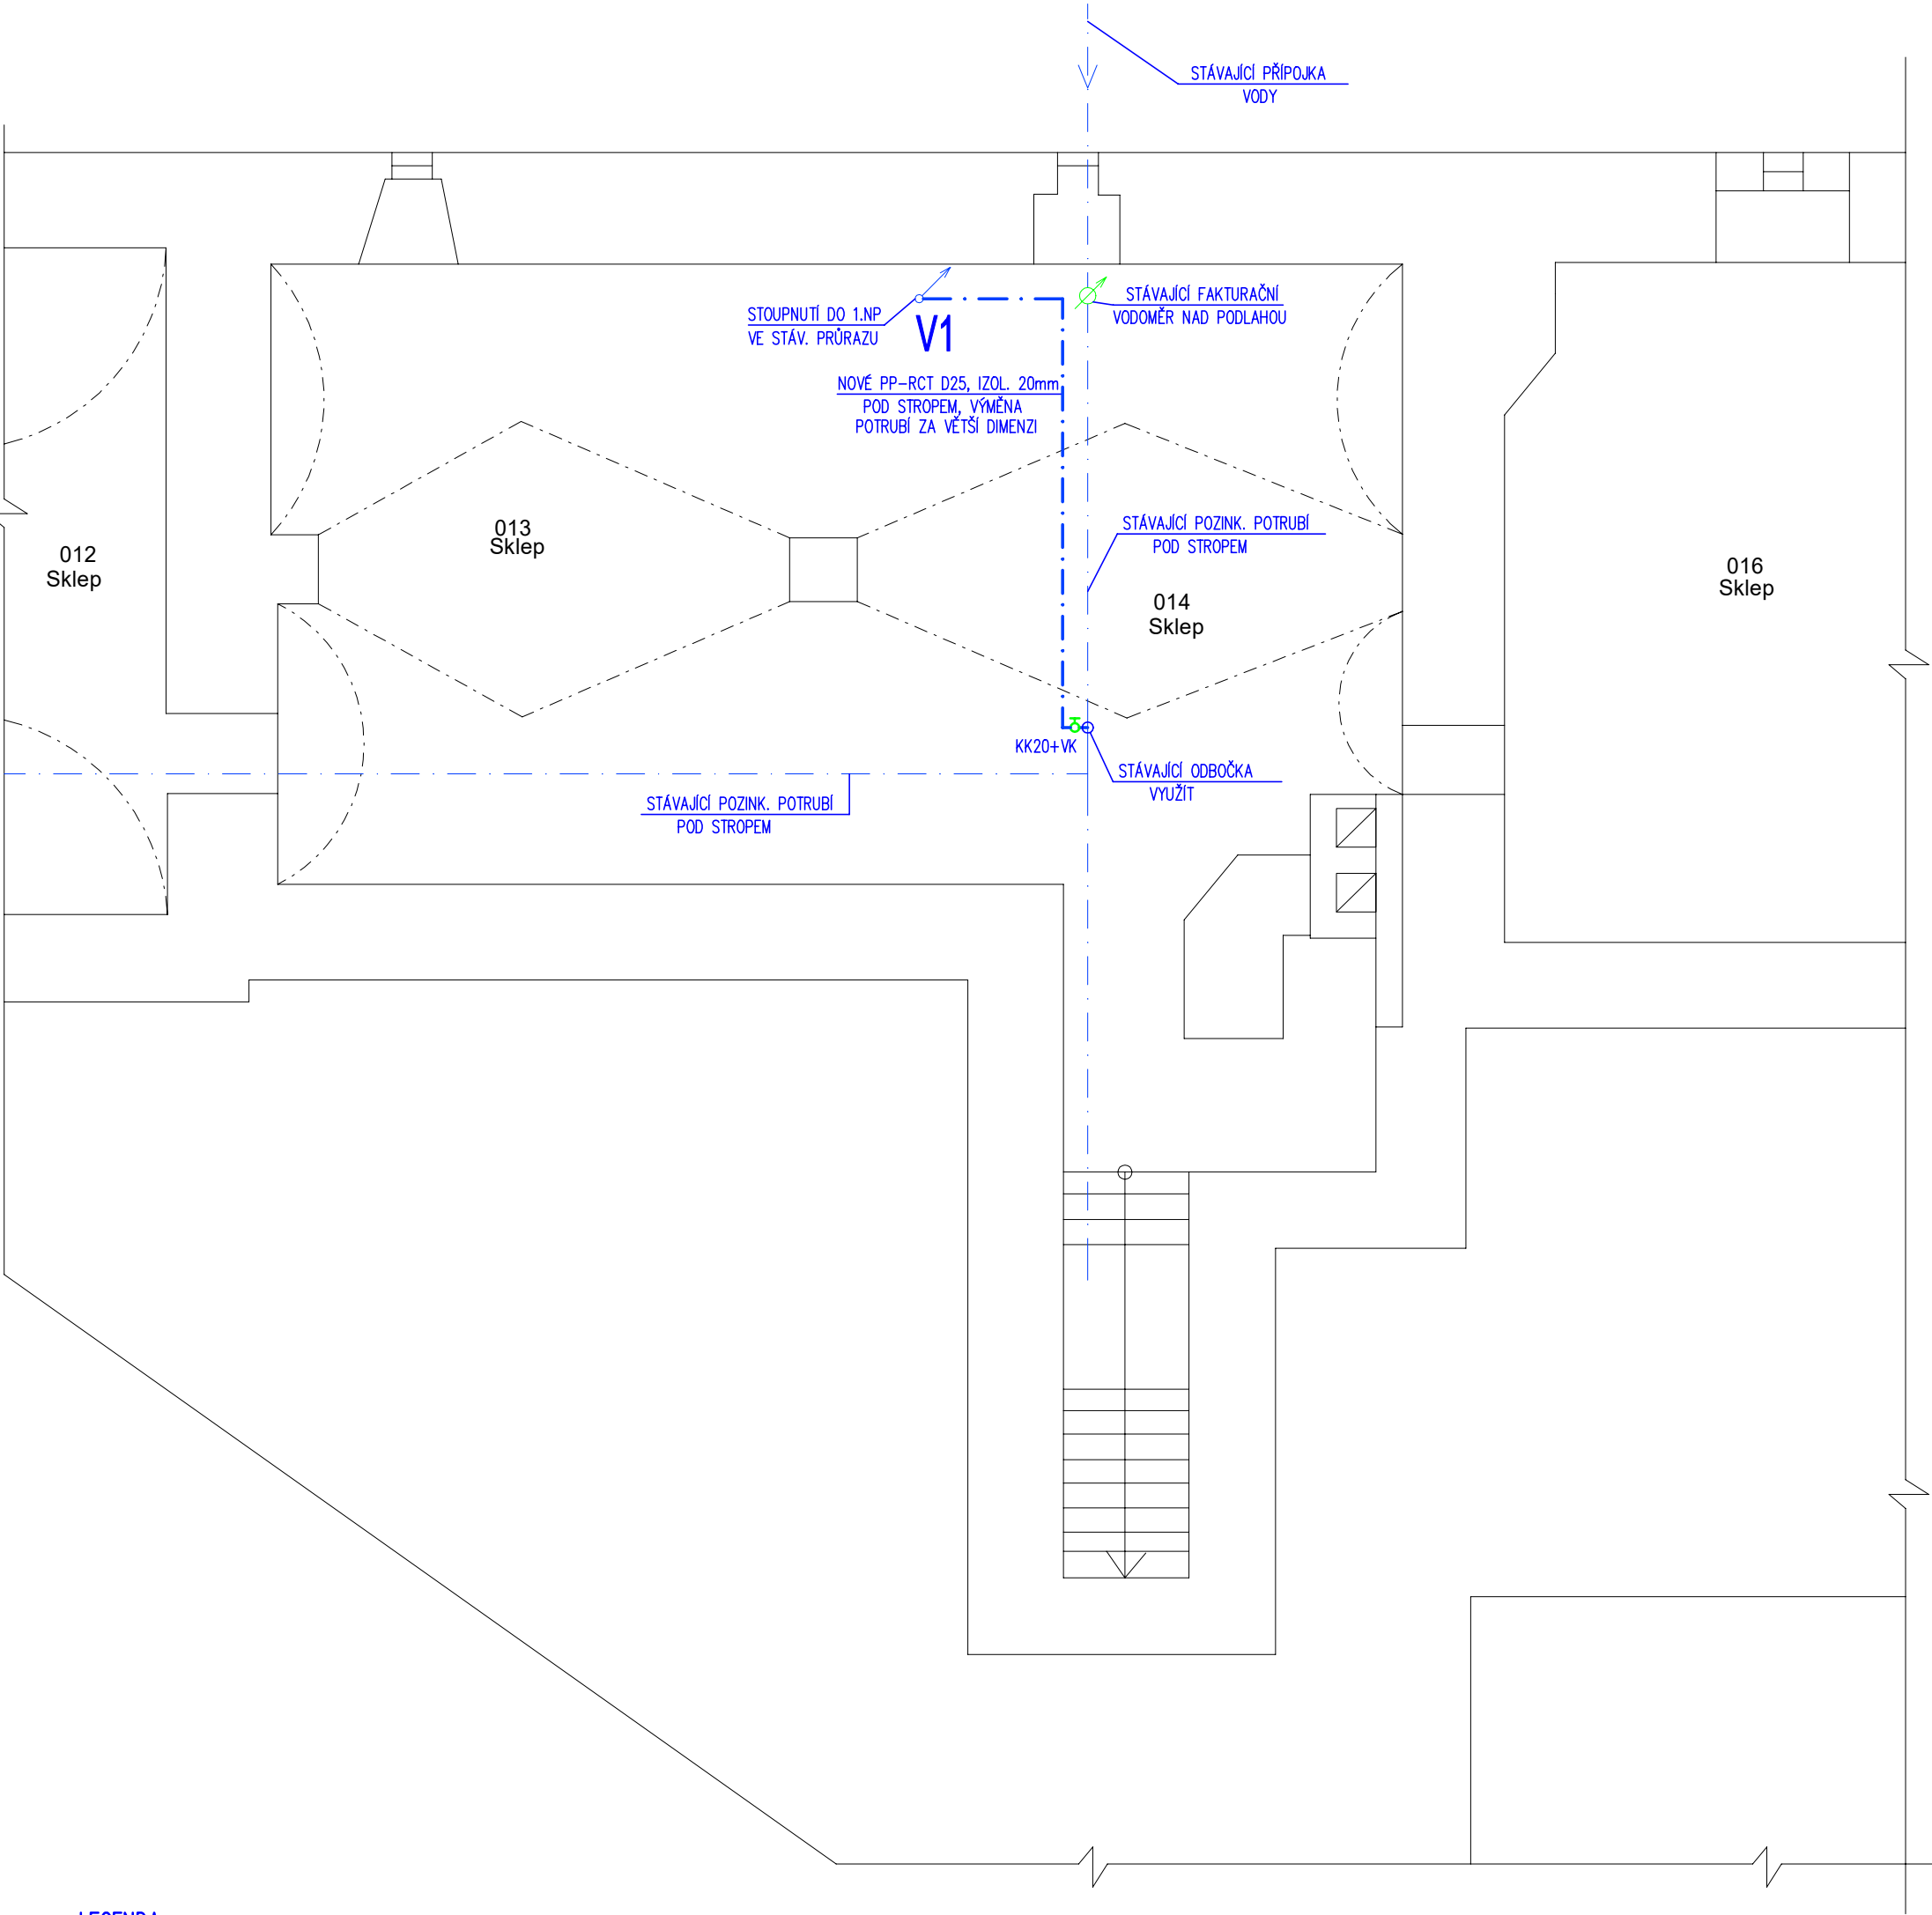 STÁVAJÍCÍ PŘÍPOJKA
VODY
STÁVAJÍCÍ FAKTURAČNÍ
VODOMĚR NAD PODLAHOU
STOUPNUTÍ DO 1.NP
VE STÁV. PRŮRAZU
V1
NOVÉ PP-RCT D25, IZOL. 20mm
POD STROPEM, VÝMĚNA
POTRUBÍ ZA VĚTŠÍ DIMENZI
STÁVAJÍCÍ POZINK. POTRUBÍ
POD STROPEM
013
Sklep
012
Sklep
014
Sklep
016
Sklep
KK20+VK
STÁVAJÍCÍ ODBOČKA
VYUŽÍT
STÁVAJÍCÍ POZINK. POTRUBÍ
POD STROPEM
LEGENDA